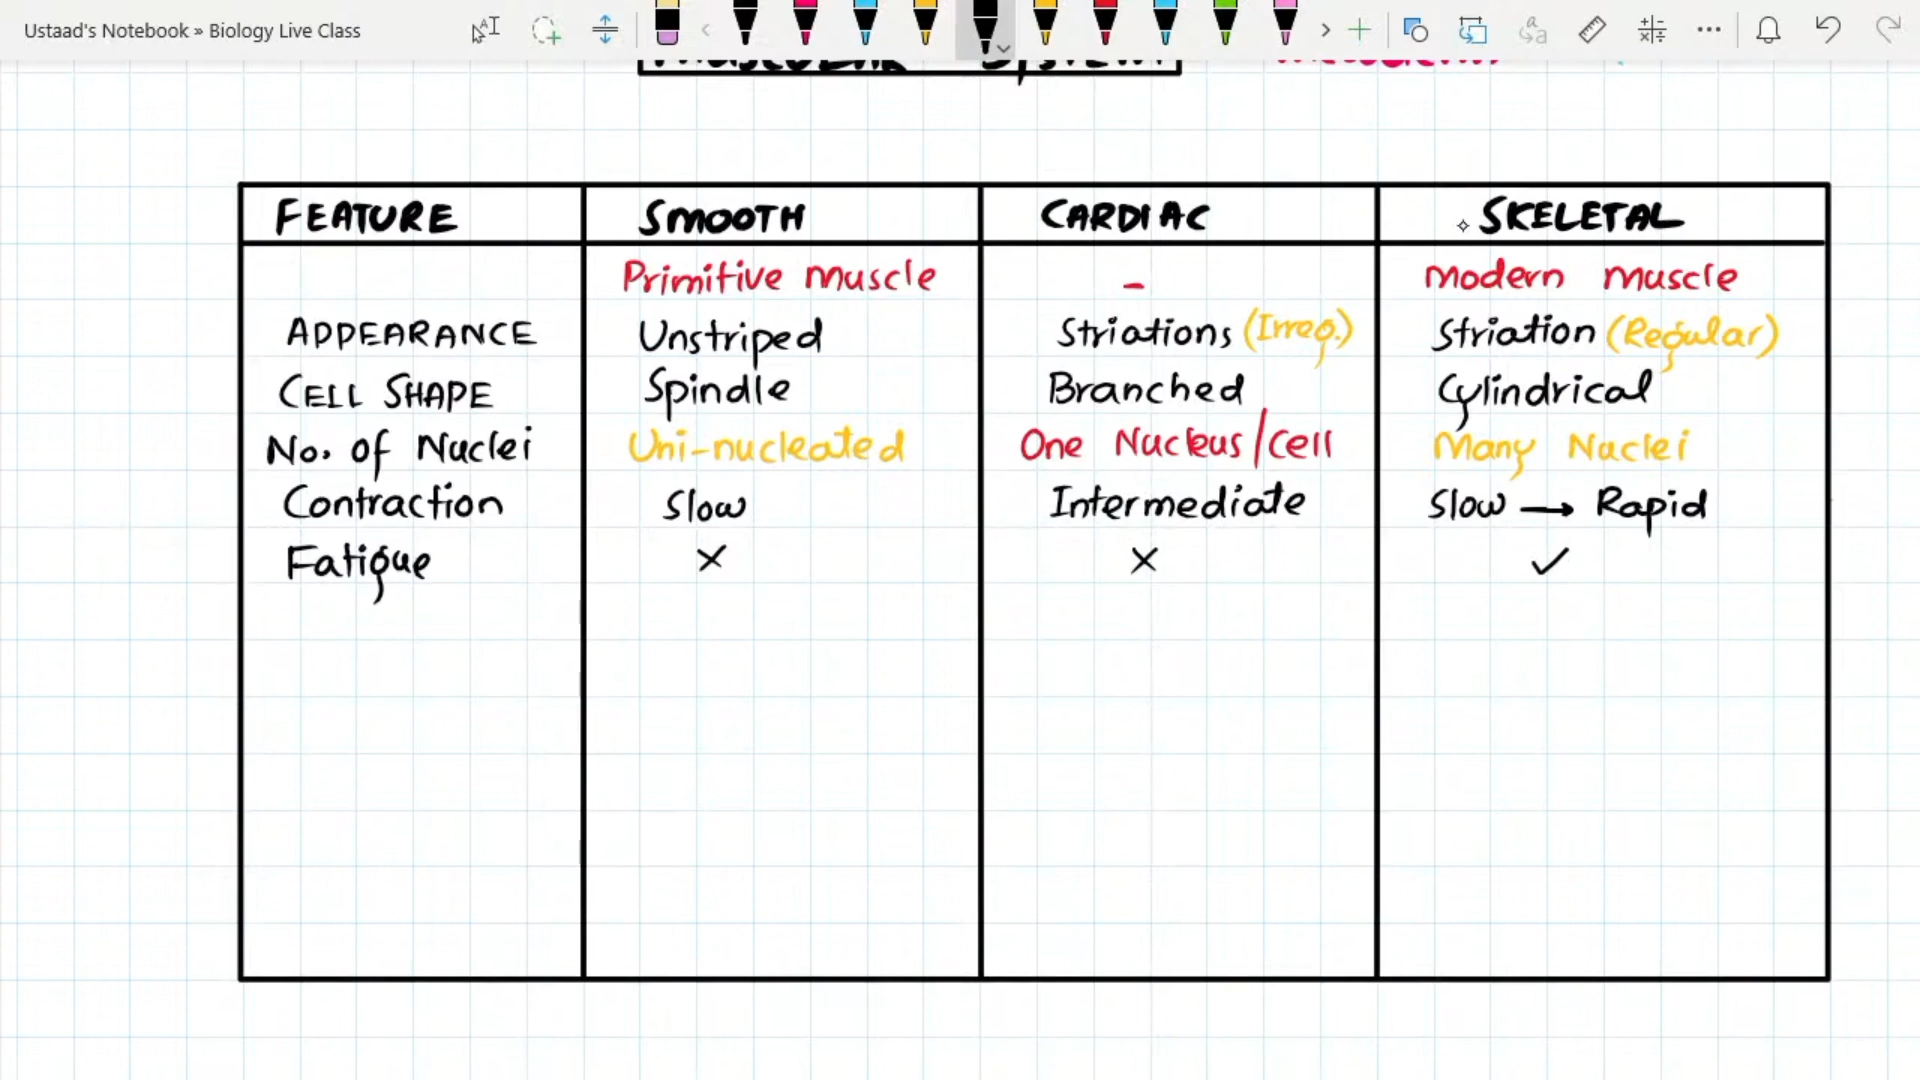 Ustaad's Notebook » Biology Live Class
FEATURE SMOOTH CARDIAC SKELETAL
Primitive muscle - modern muscle
APPEARANCE Unstriped Striations (Irreg.) Striation (Regular)
CELL SHAPE Spindle Branched Cylindrical
No. of Nuclei Uni-nucleated One Nucleus/cell Many Nuclei
Contraction Slow Intermediate Slow → Rapid
Fatigue × × ✓